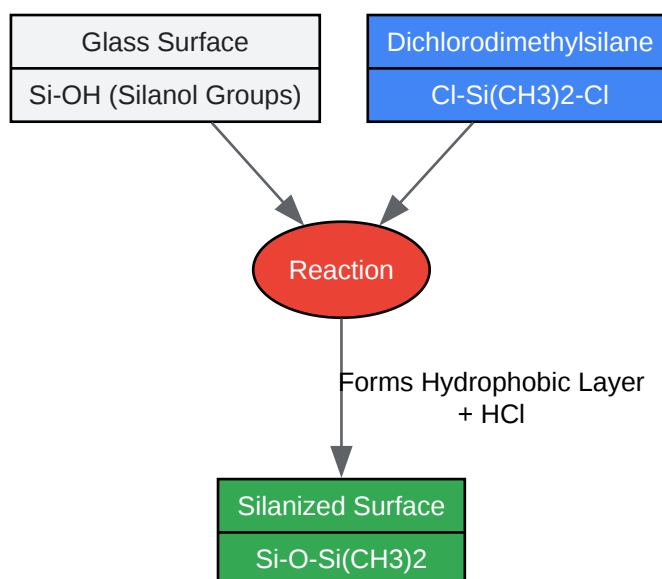 Glass Surface
Si-OH (Silanol Groups)
Dichlorodimethylsilane
Cl-Si(CH3)2-Cl
Reaction
Forms Hydrophobic Layer
+ HCl
Silanized Surface
Si-O-Si(CH3)2